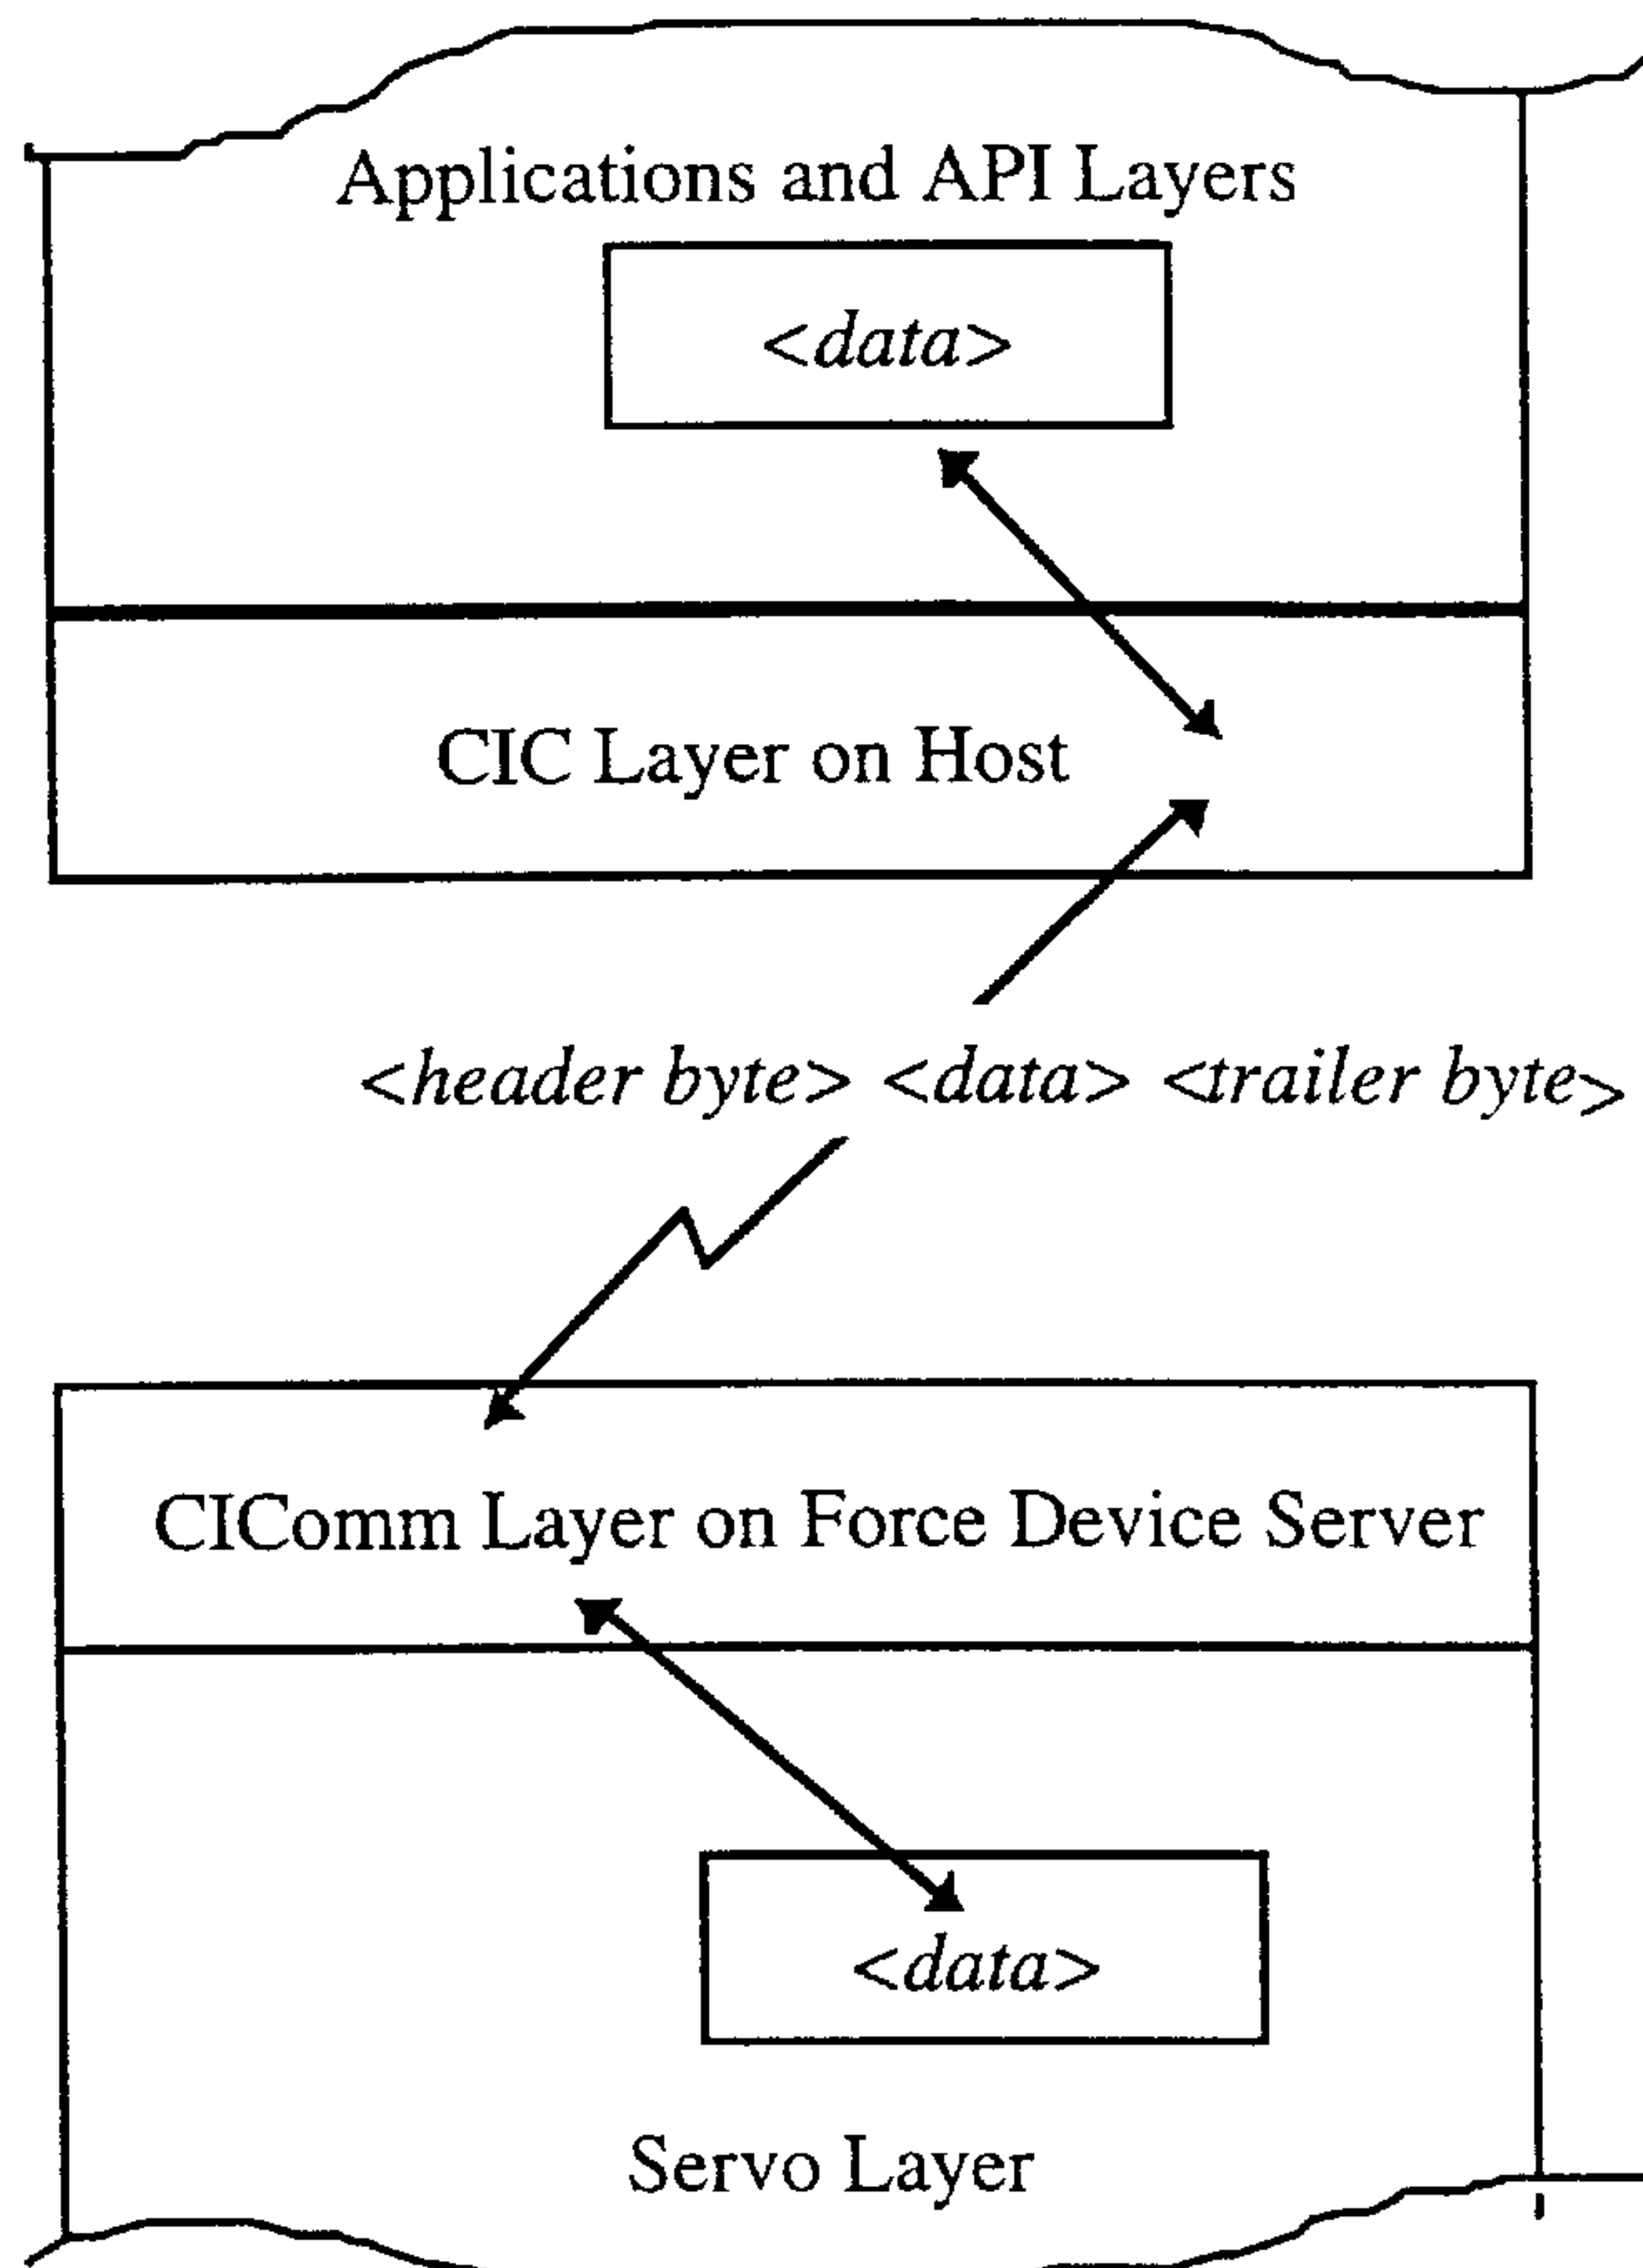 Applications and API Layers
<data>
CIC Layer on Host
<header byte> <data> <trailer byte>
CIComm Layer on Force Device Server
<data>
Servo Layer